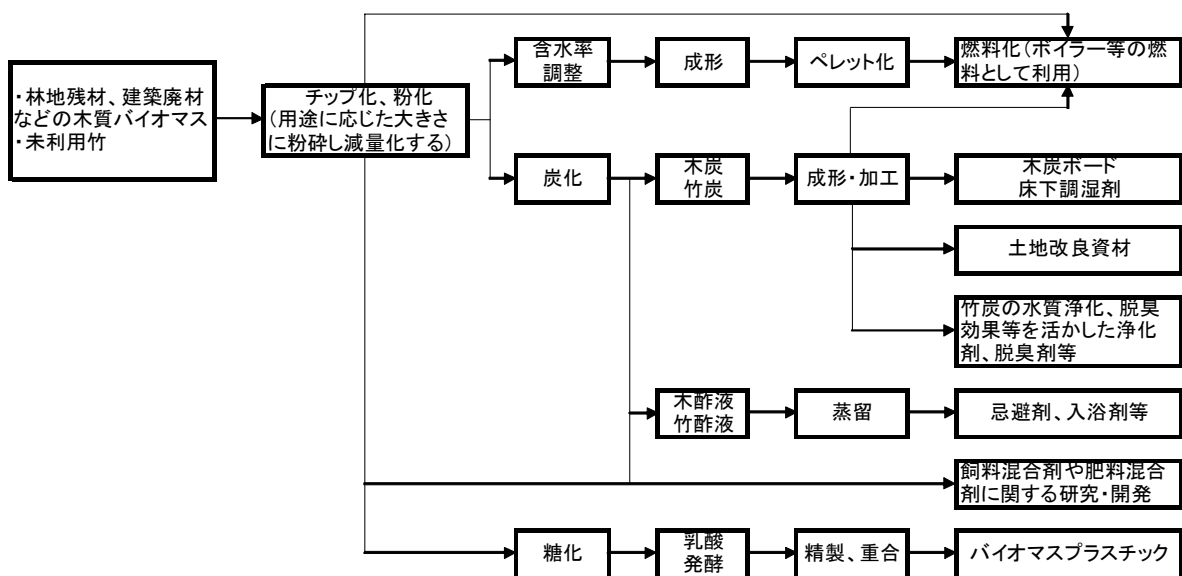 ・林地残材、建築廃材
などの木質バイオマス
・未利用竹
チップ化、粉化
(用途に応じた大きさ
に粉砕し減量化する)
含水率
調整
成形
ペレット化
燃料化(ボイラー等の燃
料として利用)
炭化
木炭
竹炭
成形・加工
木炭ボード
床下調湿剤
土地改良資材
竹炭の水質浄化、脱臭
効果等を活かした浄化
剤、脱臭剤等
木酢液
竹酢液
蒸留
忌避剤、入浴剤等
飼料混合剤や肥料混合
剤に関する研究・開発
糖化
乳酸
発酵
精製、重合
バイオマスプラスチック